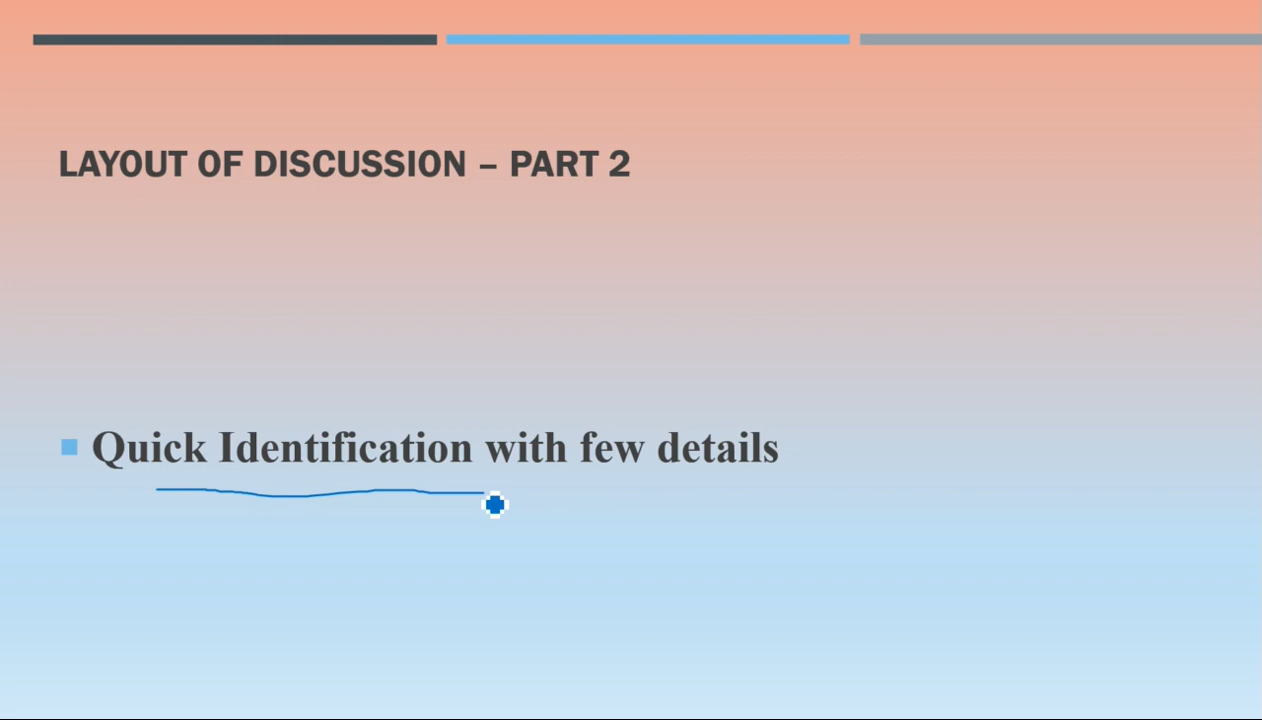 LAYOUT OF DISCUSSION – PART 2
Quick Identification with few details